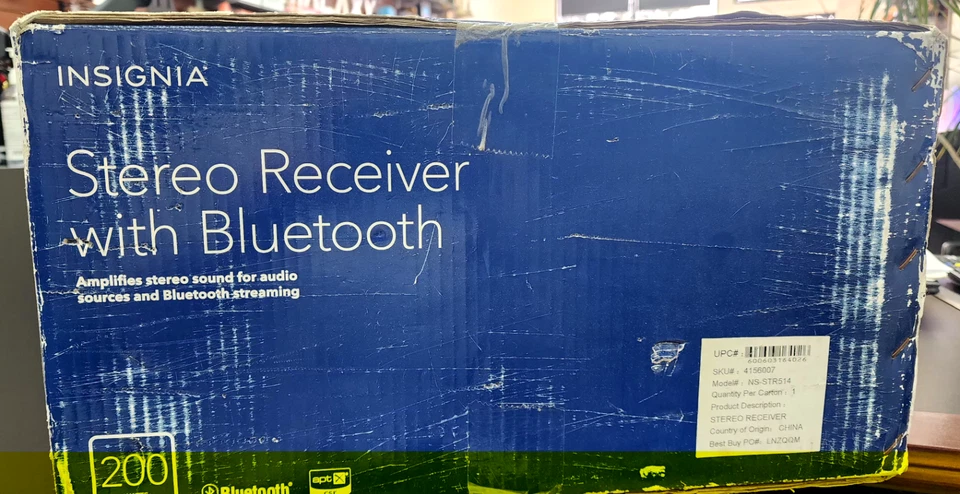 INSIGNIA
Stereo Receiver
with Bluetooth
Amplifies stereo sound for audio
sources and Bluetooth streaming
200
Bluetooth®
aptX
UPC#:
600603164026
SKU#: 4156007
Model#: NS-STR514
Quantity Per Carton: 1
Product Description:
STEREO RECEIVER
Country of Origin: CHINA
Best Buy PO#: LNZQGM